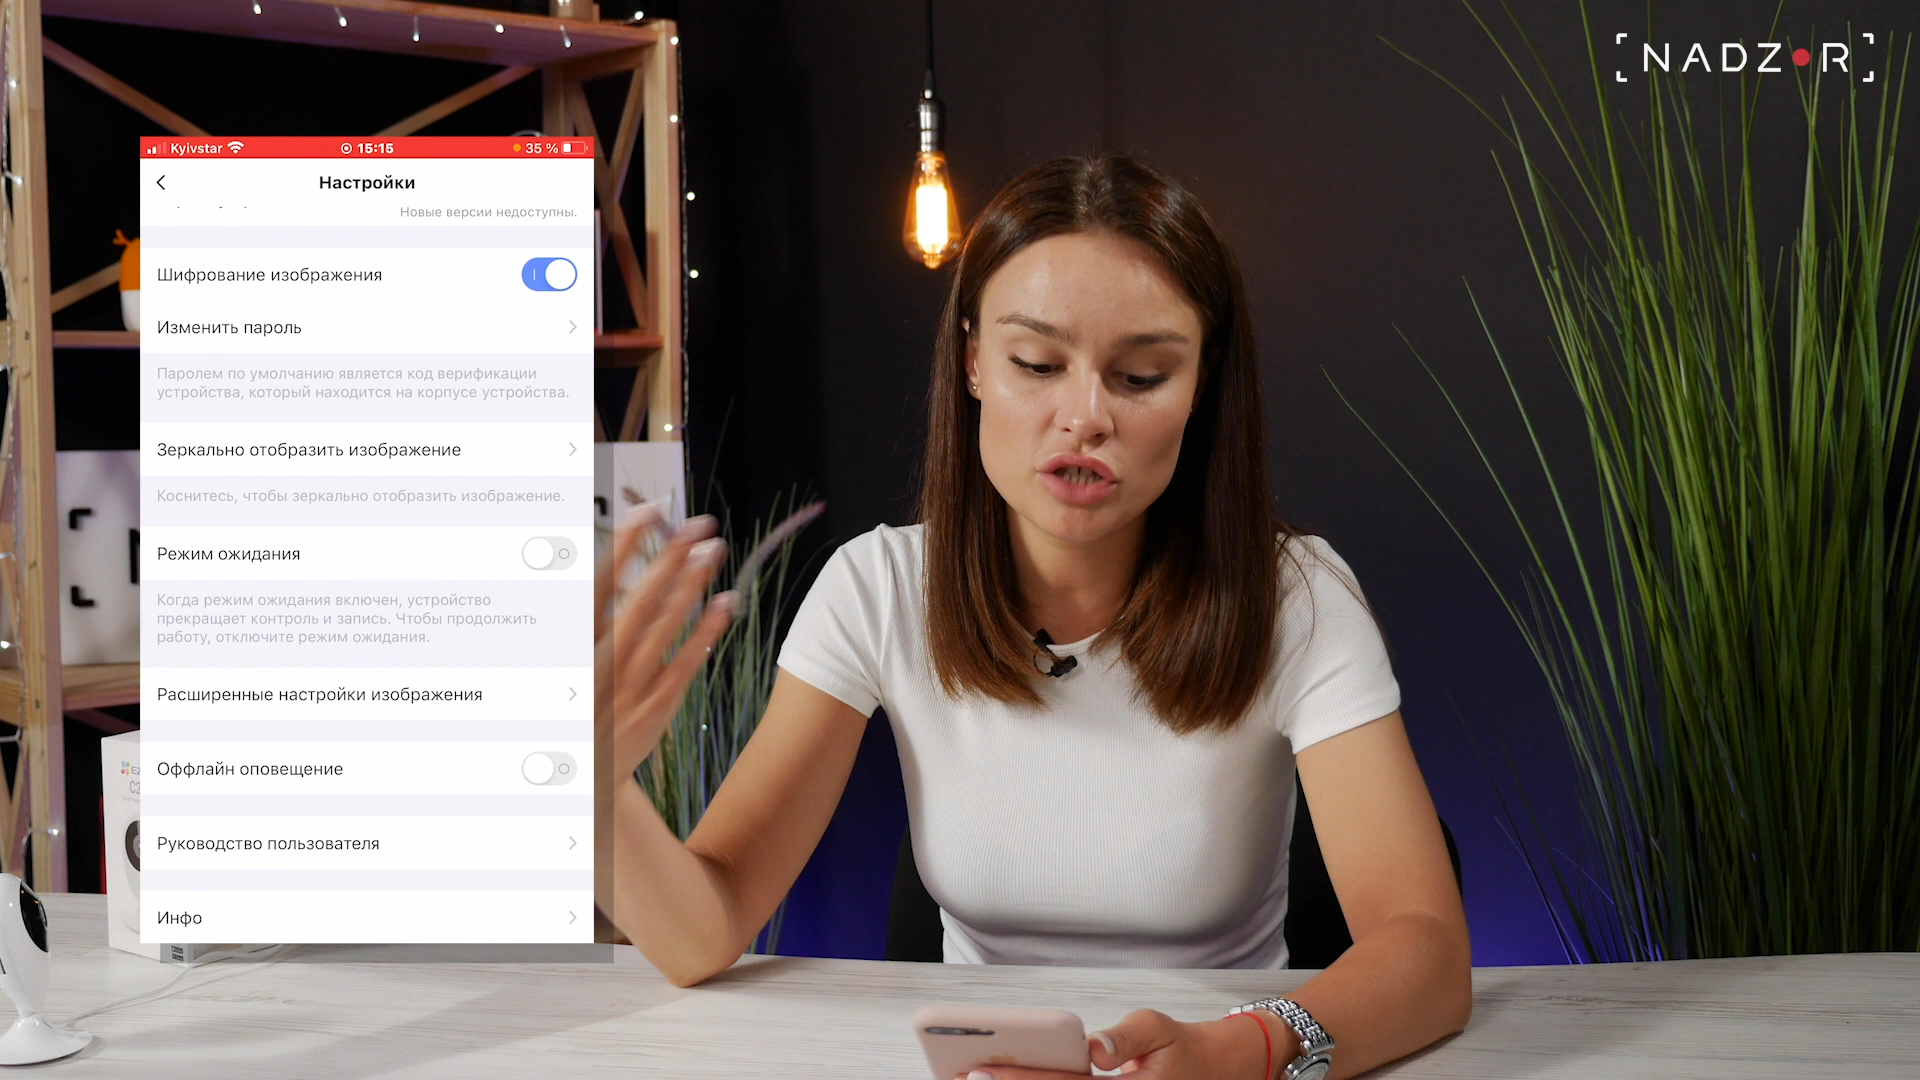 [NADZ•R]
Kyivstar
15:15
35 %
Настройки
Новые версии недоступны.
Шифрование изображения
Изменить пароль
Паролем по умолчанию является код верификации
устройства, который находится на корпусе устройства.
Зеркально отобразить изображение
Коснитесь, чтобы зеркально отобразить изображение.
Режим ожидания
Когда режим ожидания включен, устройство
прекращает контроль и запись. Чтобы продолжить
работу, отключите режим ожидания.
Расширенные настройки изображения
Оффлайн оповещение
Руководство пользователя
Инфо